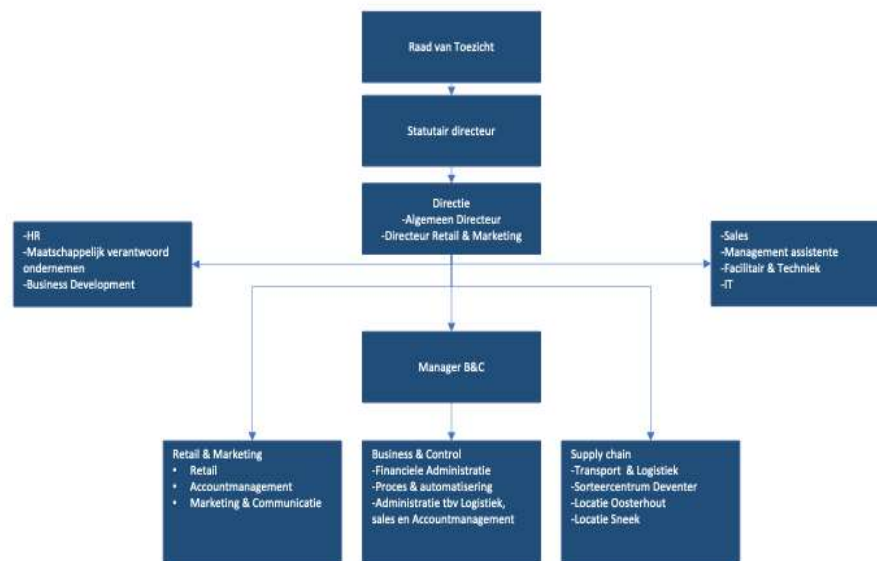 Raad van Toezicht
Statutair directeur
Directie
-Algemeen Directeur
-Directeur Retail & Marketing
-HR
-Maatschappelijk verantwoord
ondernemen
-Business Development
-Sales
-Management assistente
-Facilitair & Techniek
-IT
Manager B&C
Retail & Marketing
• Retail
• Accountmanagement
• Marketing & Communicatie
Business & Control
-Financiele Administratie
-Proces & automatisering
-Administratie tbv Logistiek,
sales en Accountmanagement
Supply chain
-Transport & Logistiek
-Sorteercentrum Deventer
-Locatie Oosterhout
-Locatie Sneek